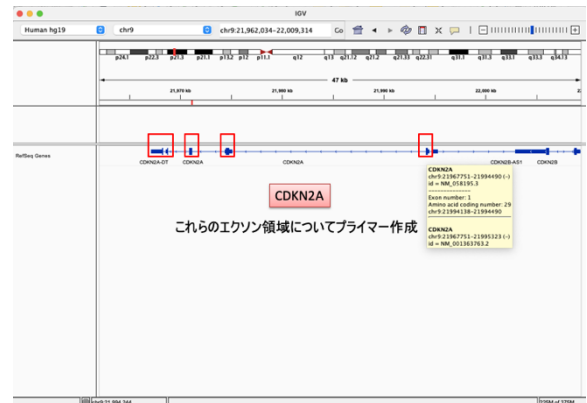 IGV
Human hg19 chr9 chr9:21,962,034-22,009,314 Go
p24.1 p22.3 p21.3 p21.1 p13.2 p12 p11.1 q12 q13 q21.12 q21.2 q21.33 q22.31 q31.1 q31.3 q33.1 q33.3 q34.13
47 kb
21,970 kb 21,980 kb 21,990 kb 22,000 kb
RefSeq Genes
CDKN2A-DT CDKN2A CDKN2A CDKN2B-AS1 CDKN2B
CDKN2A
これらのエクソン領域についてプライマー作成
CDKN2A
chr9:21967751-21994490 (-)
id = NM_058195.3
Exon number: 1
Amino acid coding number: 29
chr9:21994138-21994490
CDKN2A
chr9:21967751-21995323 (-)
id = NM_001363763.2